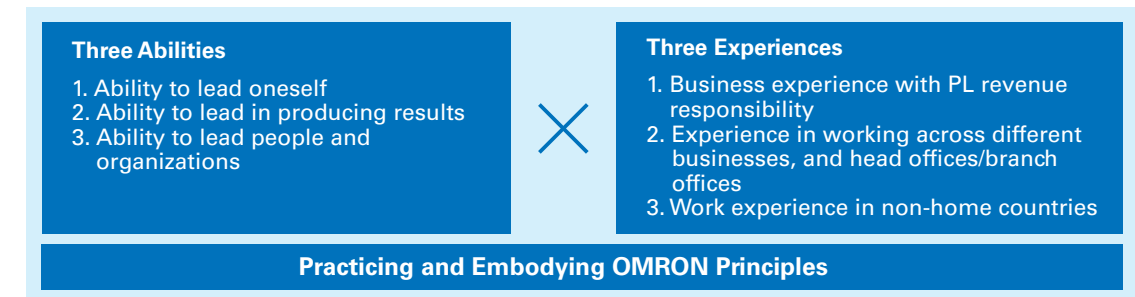 Three Abilities
1. Ability to lead oneself
2. Ability to lead in producing results
3. Ability to lead people and
organizations
Three Experiences
1. Business experience with PL revenue
responsibility
2. Experience in working across different
businesses, and head offices/branch
offices
3. Work experience in non-home countries
Practicing and Embodying OMRON Principles